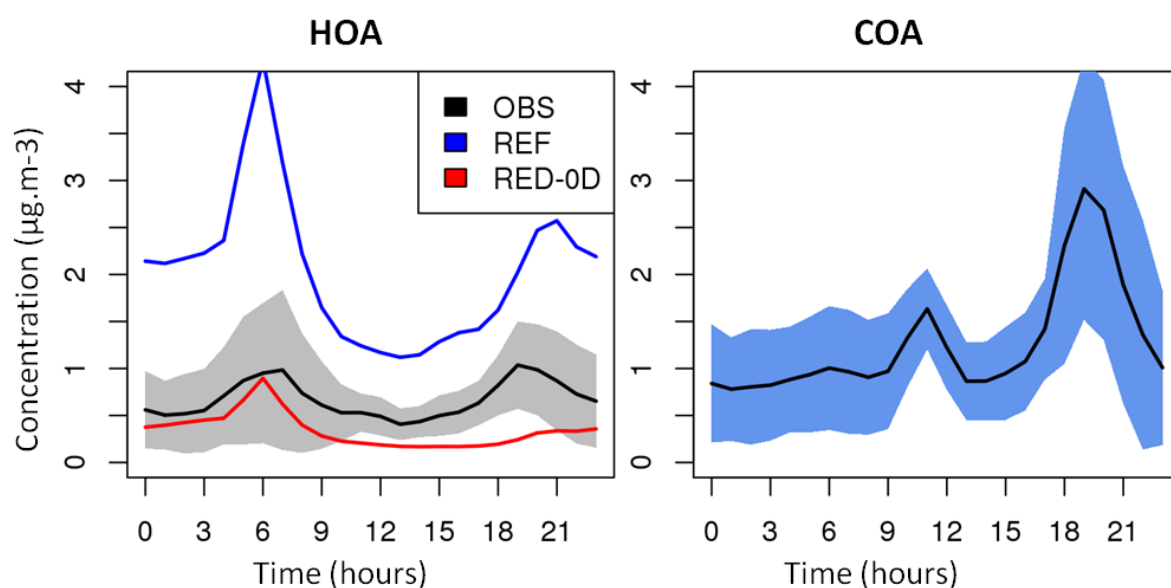 HOA
COA
Concentration (µg.m-3)
4
3
2
1
0
OBS
REF
RED-0D
0 3 6 9 12 15 18 21
Time (hours)
4
3
2
1
0
0 3 6 9 12 15 18 21
Time (hours)